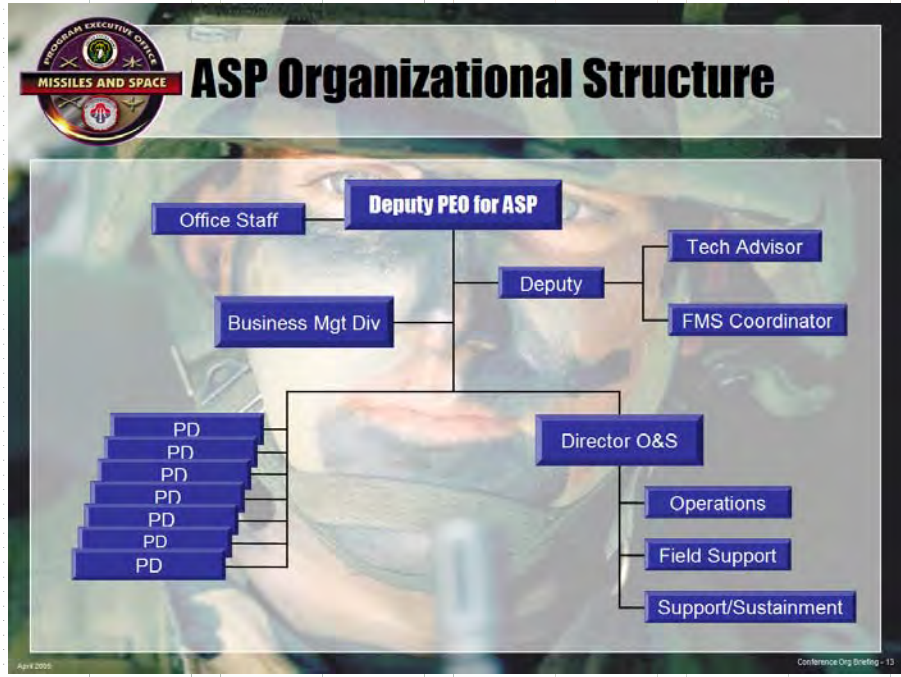 PROGRAM EXECUTIVE OFFICE
MISSILES AND SPACE
ASP Organizational Structure
Deputy PEO for ASP
Office Staff
Tech Advisor
Deputy
Business Mgt Div
FMS Coordinator
PD
PD
PD
PD
PD
PD
PD
Director O&S
Operations
Field Support
Support/Sustainment
Conference Org Briefing - 13